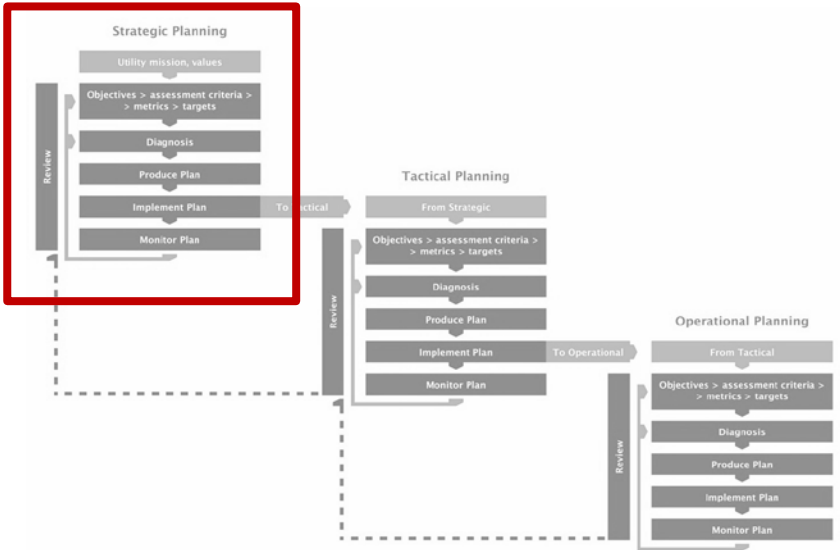 Strategic Planning
Utility mission, values
Objectives > assessment criteria >
> metrics > targets
Diagnosis
Produce Plan
Implement Plan
To Tactical
Monitor Plan
Review
Tactical Planning
From Strategic
Objectives > assessment criteria >
> metrics > targets
Diagnosis
Produce Plan
Implement Plan
To Operational
Monitor Plan
Review
Operational Planning
From Tactical
Objectives > assessment criteria >
> metrics > targets
Diagnosis
Produce Plan
Implement Plan
Monitor Plan
Review